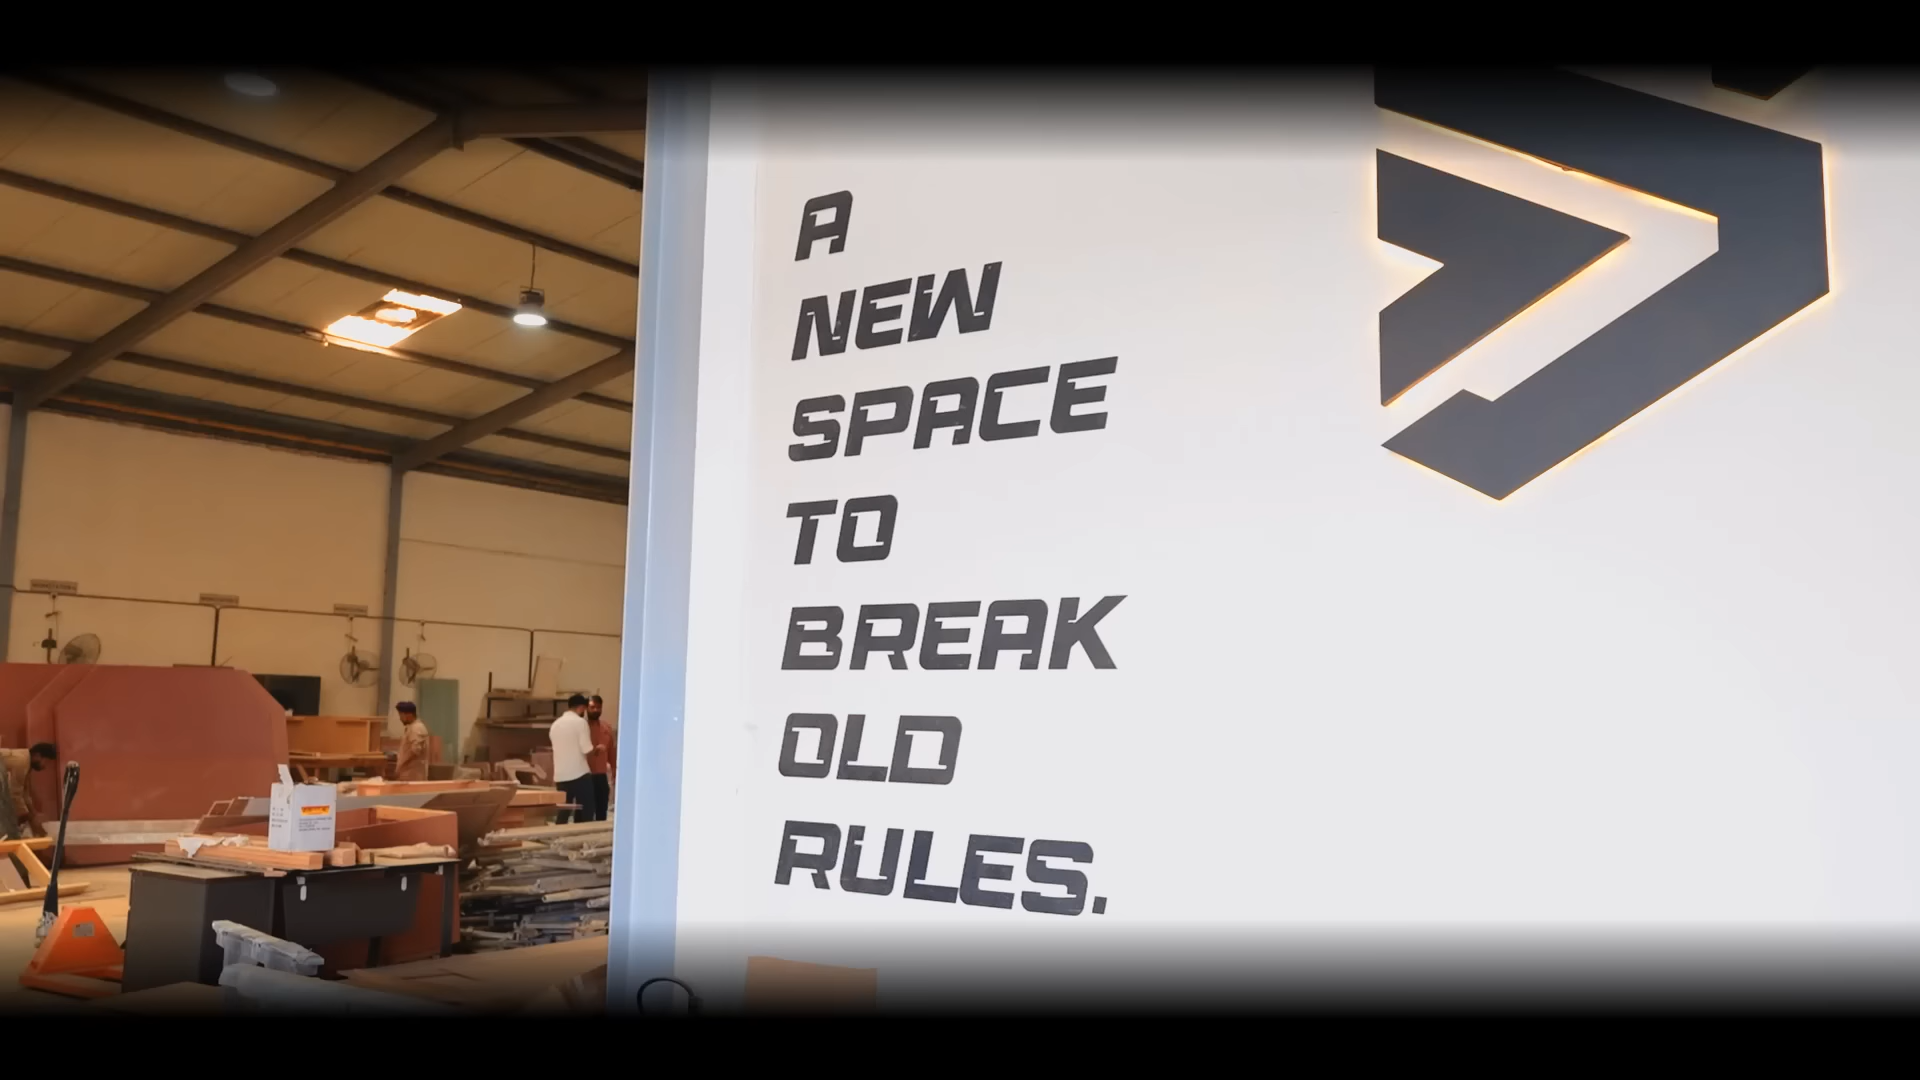 A
NEW
SPACE
TO
BREAK
OLD
RULES.